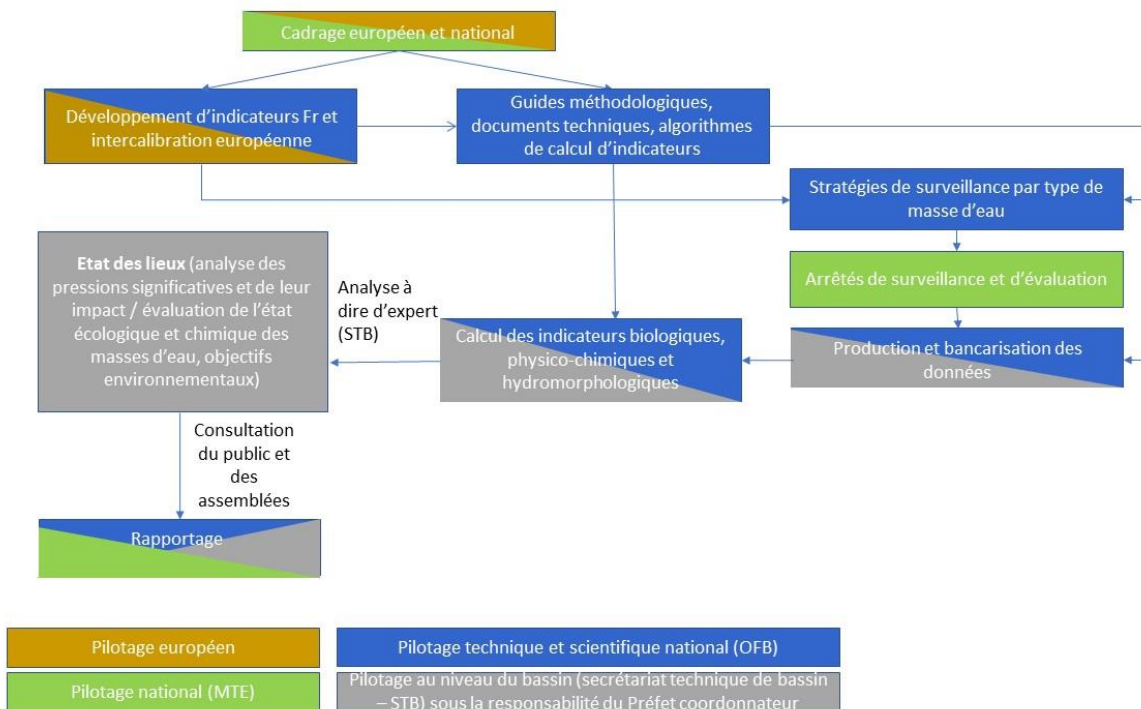 Cadrage européen et national
Développement d'indicateurs Fr et
intercalibration européenne
Guides méthodologiques,
documents techniques, algorithmes
de calcul d'indicateurs
Stratégies de surveillance par type de
masse d'eau
Arrêtés de surveillance et d'évaluation
Production et bancarisation des
données
Calcul des indicateurs biologiques,
physico-chimiques et
hydromorphologiques
Analyse à
dire d'expert
(STB)
Etat des lieux (analyse des
pressions significatives et de leur
impact / évaluation de l'état
écologique et chimique des
masses d'eau, objectifs
environnementaux)
Consultation
du public et
des
assemblées
Rapportage
Pilotage européen
Pilotage technique et scientifique national (OFB)
Pilotage national (MTE)
Pilotage au niveau du bassin (secrétariat technique de bassin
– STB) sous la responsabilité du Préfet coordonnateur